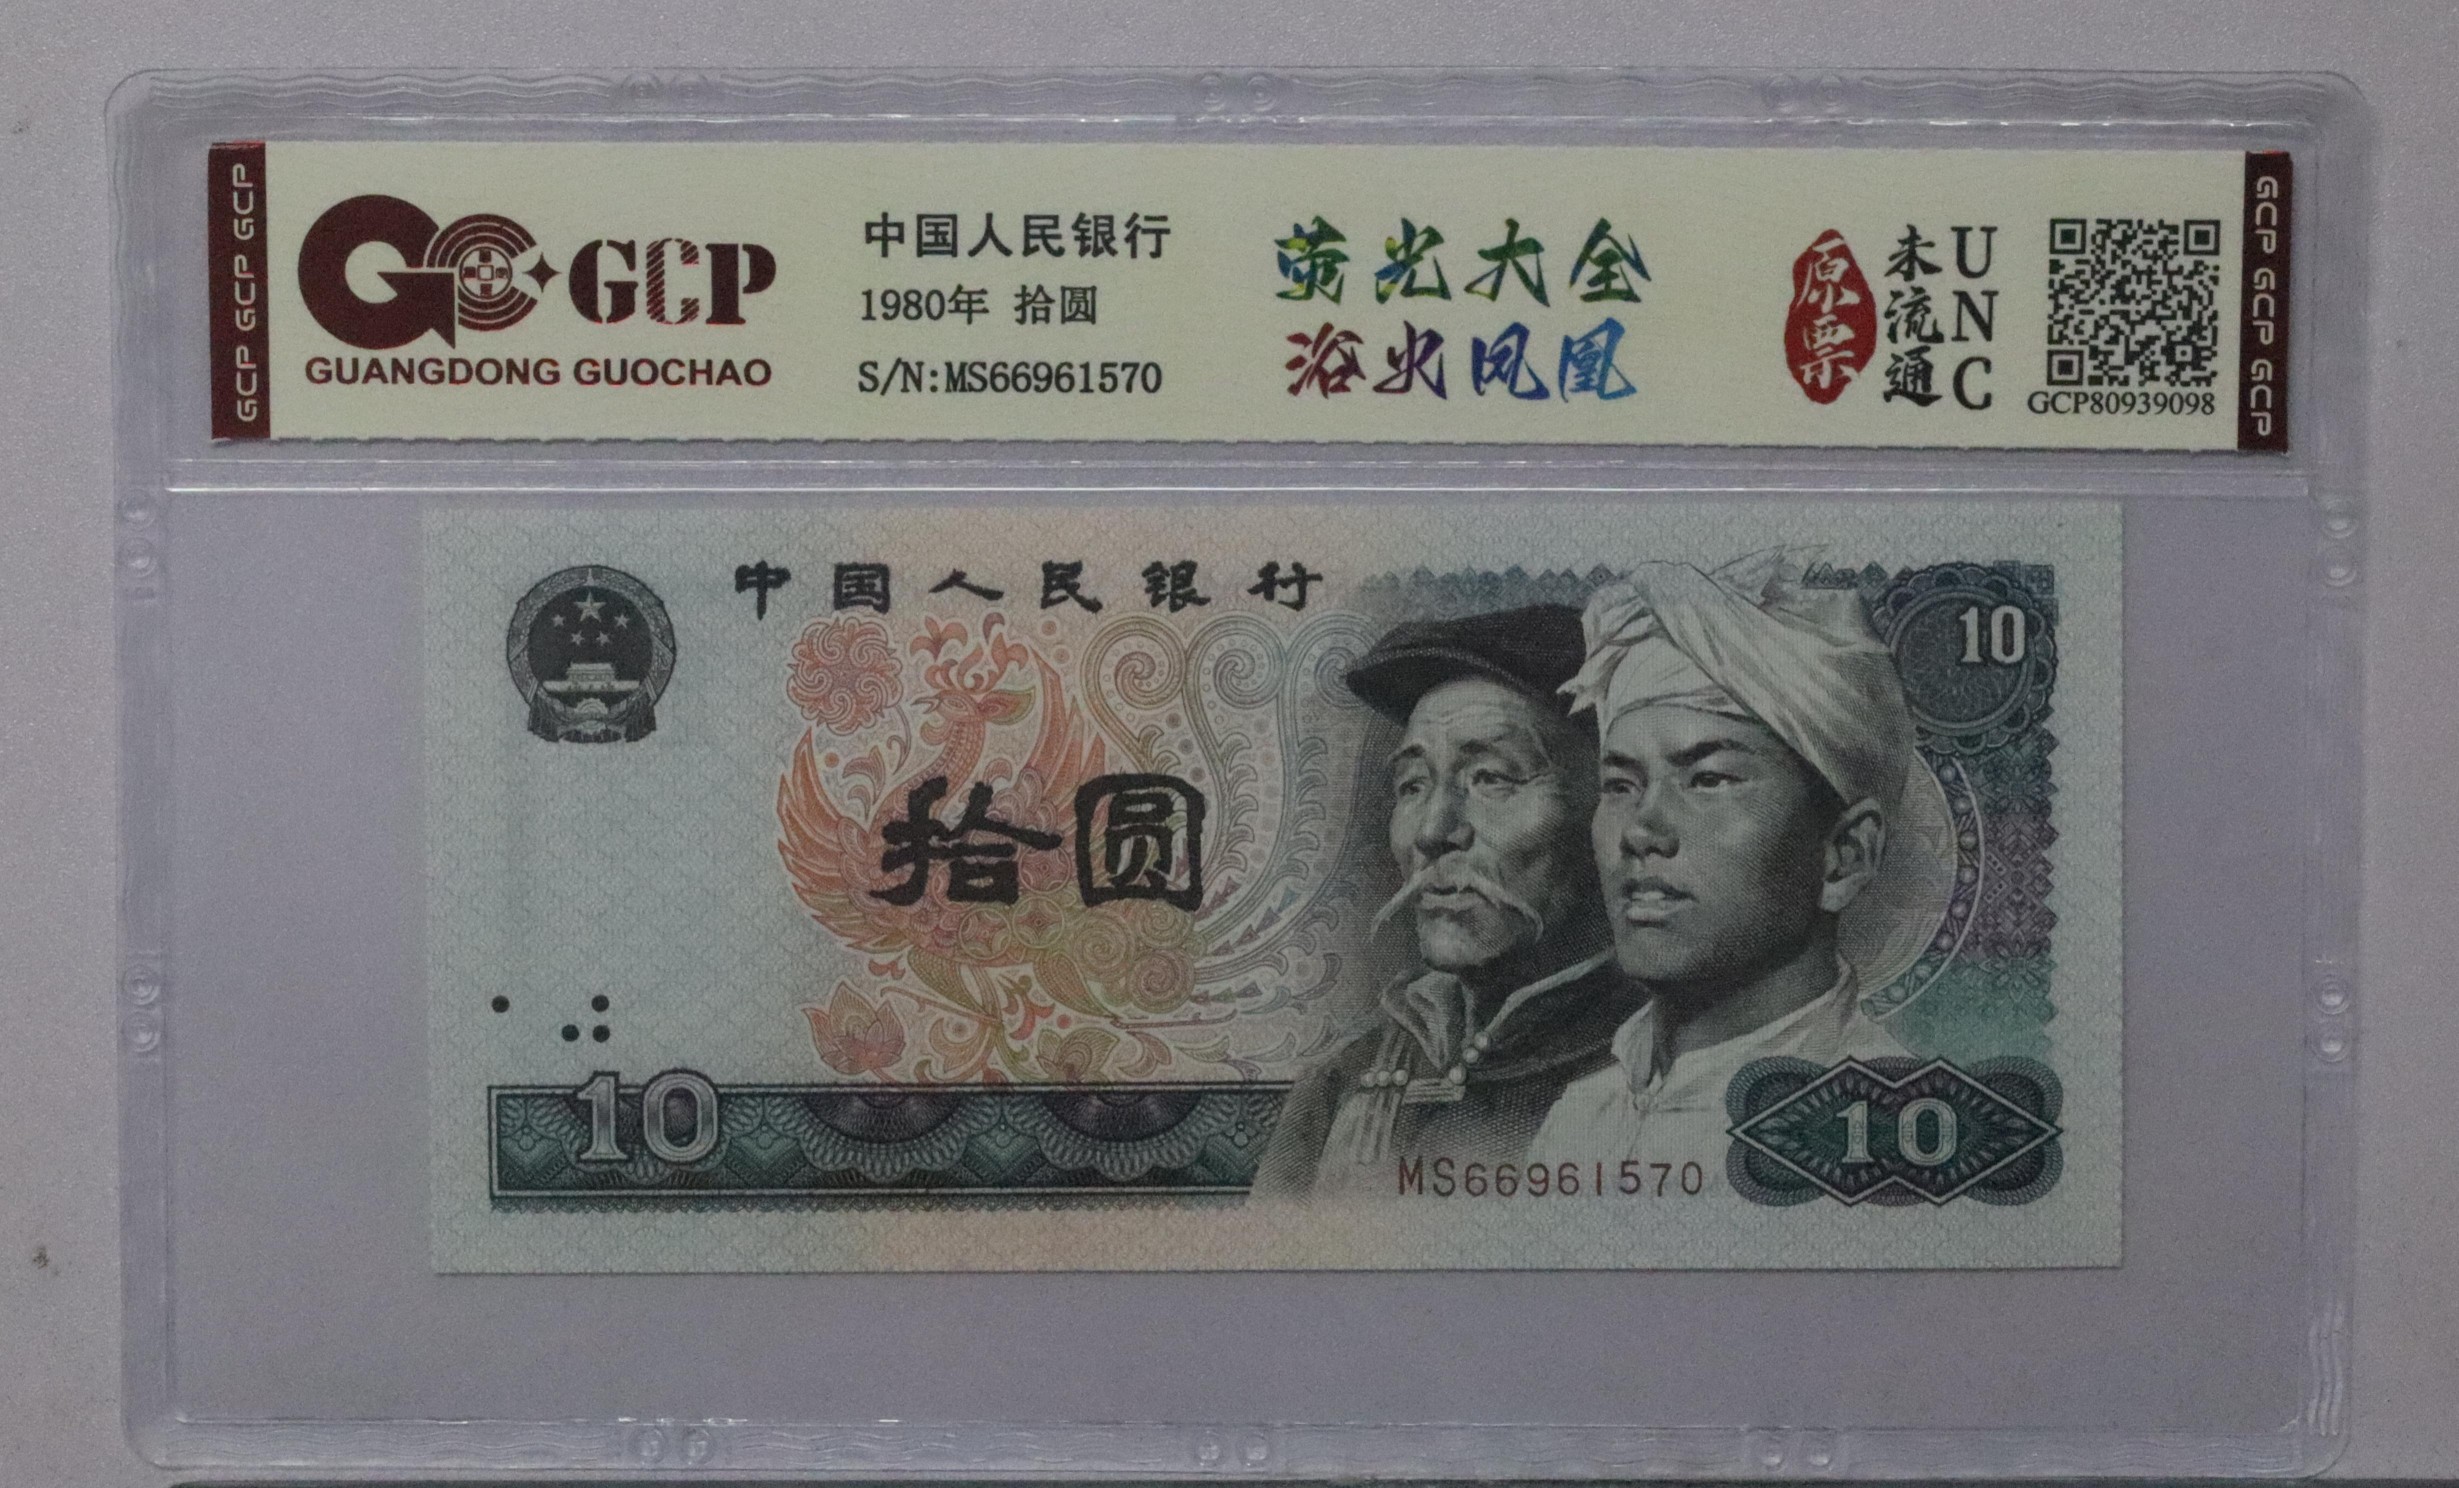 GCP GCP GCP
GCP
GUANGDONG GUOCHAO
中国人民银行
1980年 拾圆
S/N:MS66961570
荧光大全
浴火凤凰
原票
未流通
UNC
GCP80939098
GCP GCP GCP
中国人民银行
10
拾圆
10
MS66961570
10